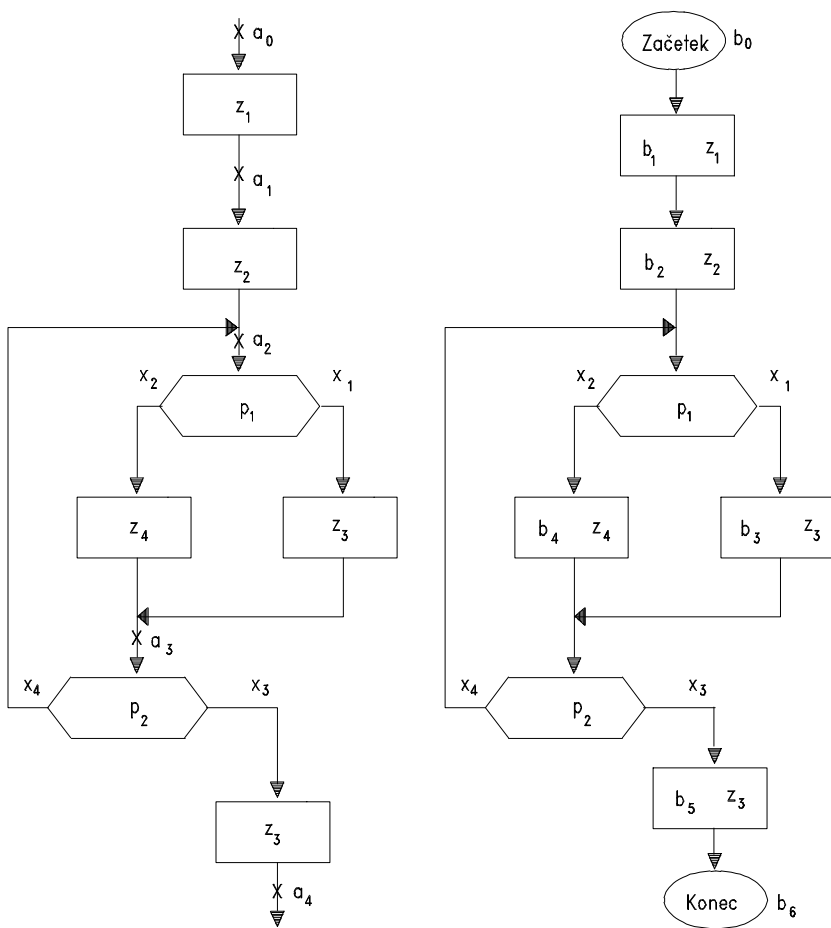 a₀
z₁
a₁
z₂
a₂
x₂ x₁
p₁
z₄ z₃
a₃
x₄ x₃
p₂
z₃
a₄
Začetek b₀
b₁ z₁
b₂ z₂
x₂ x₁
p₁
b₄ z₄ b₃ z₃
x₄ x₃
p₂
b₅ z₃
Konec b₆